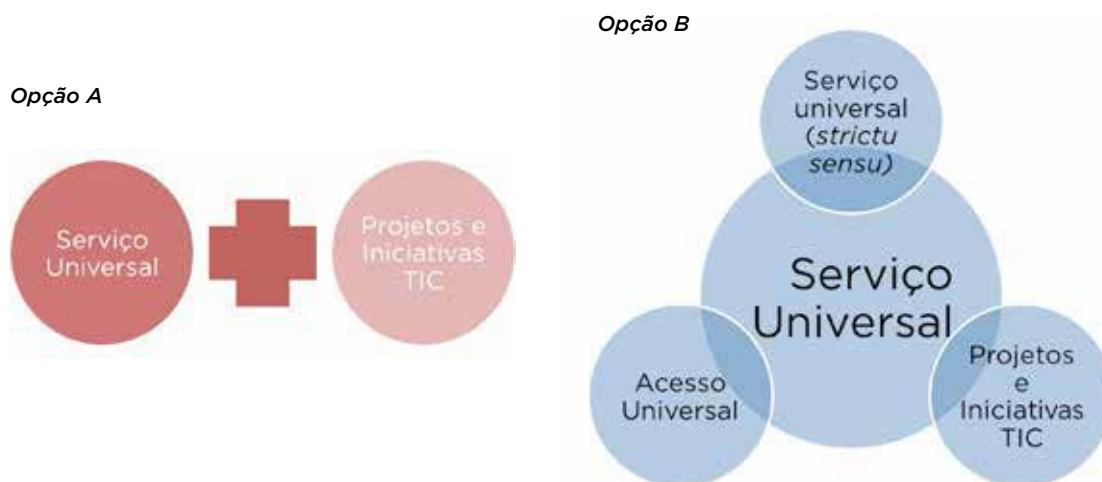 Opção A
Serviço
Universal
Projetos e
Iniciativas
TIC
Opção B
Serviço
universal
(strictu
sensu)
Serviço
Universal
Acesso
Universal
Projetos
e
Iniciativas
TIC